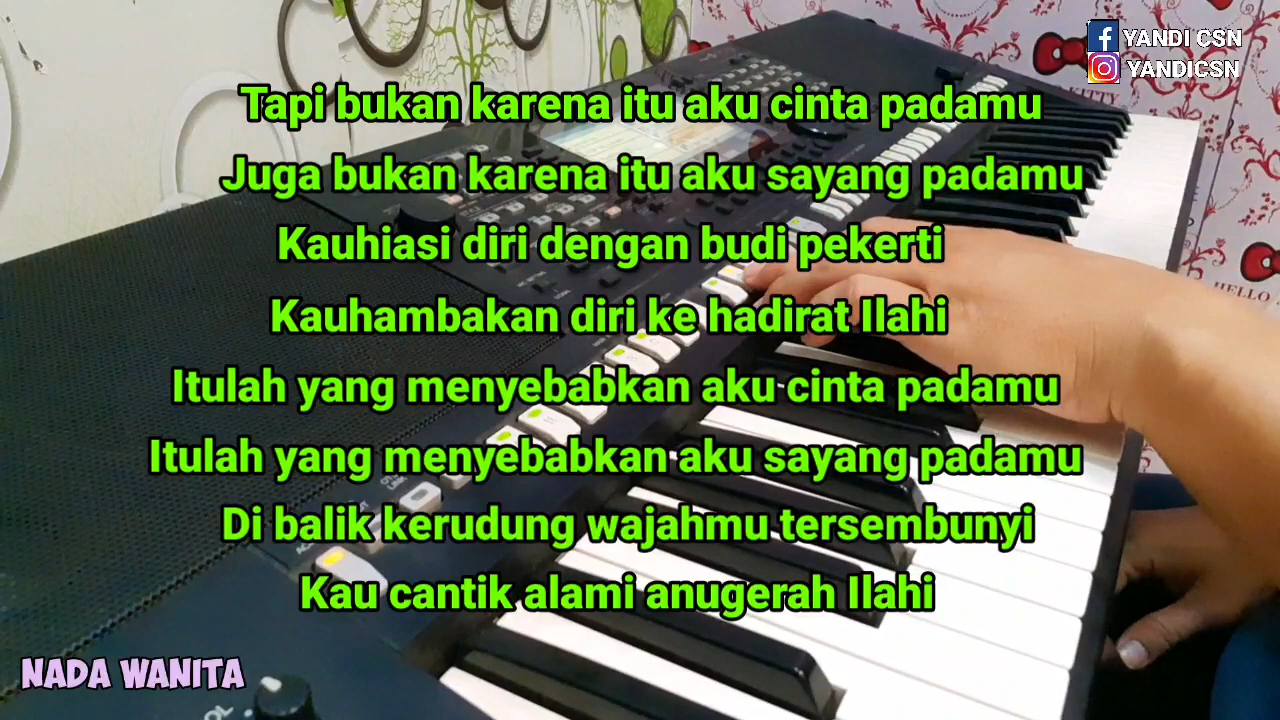 YANDI CSN
YANDICSN
Tapi bukan karena itu aku cinta padamu
Juga bukan karena itu aku sayang padamu
Kauhiasi diri dengan budi pekerti
Kauhambakan diri ke hadirat Ilahi
Itulah yang menyebabkan aku cinta padamu
Itulah yang menyebabkan aku sayang padamu
Di balik kerudung wajahmu tersembunyi
Kau cantik alami anugerah Ilahi
NADA WANITA
KITTY
HELLO